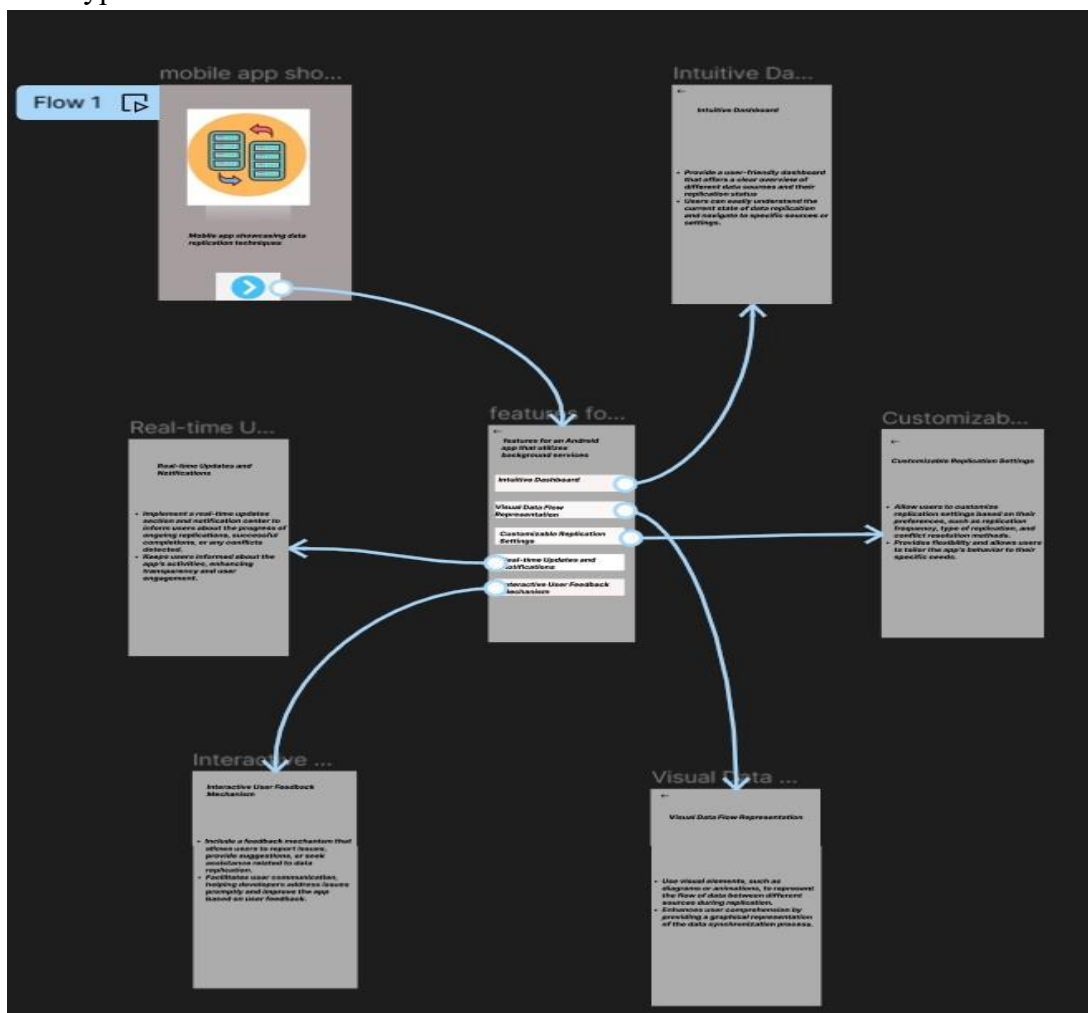 mobile app sho...
Flow 1
Mobile app showcasing data
replication techniques
Intuitive Da...
Intuitive Dashboard
• Provide a user-friendly dashboard
that offers a clear overview of
different data sources and their
replication status
• Users can easily understand the
current state of data replication
and navigate to specific sources or
settings.
Real-time U...
Real-time Updates and
Notifications
• Implement a real-time updates
section and notification center to
inform users about the progress of
ongoing replications, successful
completions, or any conflicts
detected.
• Keeps users informed about the
app's activities, enhancing
transparency and user
engagement.
features fo...
features for an Android
app that utilizes
background services
Intuitive Dashboard
Visual Data Flow
Representation
Customizable Replication
Settings
Real-time Updates and
Notifications
Interactive User Feedback
Mechanism
Customizab...
Customizable Replication Settings
• Allow users to customize
replication settings based on their
preferences, such as replication
frequency, type of replication, and
conflict resolution methods.
• Provides flexibility and allows users
to tailor the app's behavior to their
specific needs.
Interactive ...
Interactive User Feedback
Mechanism
• Include a feedback mechanism that
allows users to report issues,
provide suggestions, or seek
assistance related to data
replication.
• Facilitates user communication,
helping developers address issues
promptly and improve the app
based on user feedback.
Visual Data ...
Visual Data Flow Representation
• Use visual elements, such as
diagrams or animations, to represent
the flow of data between different
sources during replication.
• Enhances user comprehension by
providing a graphical representation
of the data synchronization process.